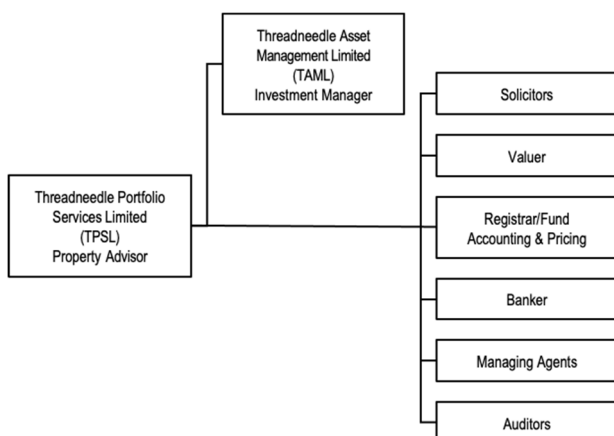 Threadneedle Asset
Management Limited
(TAML)
Investment Manager
Threadneedle Portfolio
Services Limited
(TPSL)
Property Advisor
Solicitors
Valuer
Registrar/Fund
Accounting & Pricing
Banker
Managing Agents
Auditors